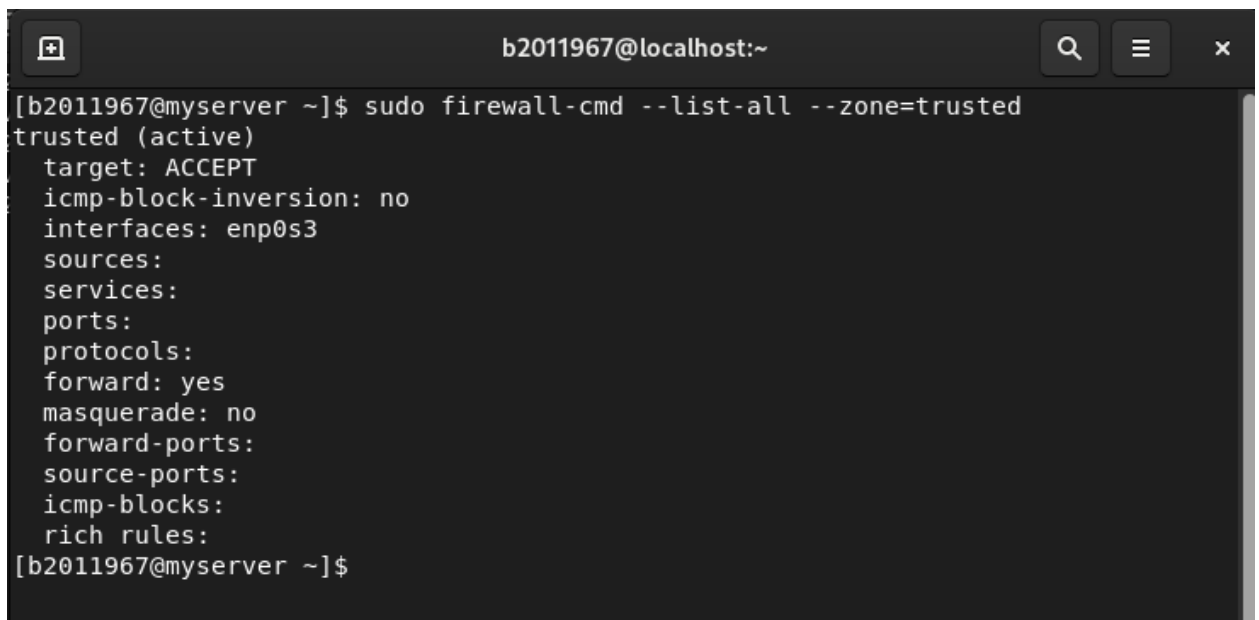 b2011967@localhost:~
[b2011967@myserver ~]$ sudo firewall-cmd --list-all --zone=trusted
trusted (active)
  target: ACCEPT
  icmp-block-inversion: no
  interfaces: enp0s3
  sources:
  services:
  ports:
  protocols:
  forward: yes
  masquerade: no
  forward-ports:
  source-ports:
  icmp-blocks:
  rich rules:
[b2011967@myserver ~]$